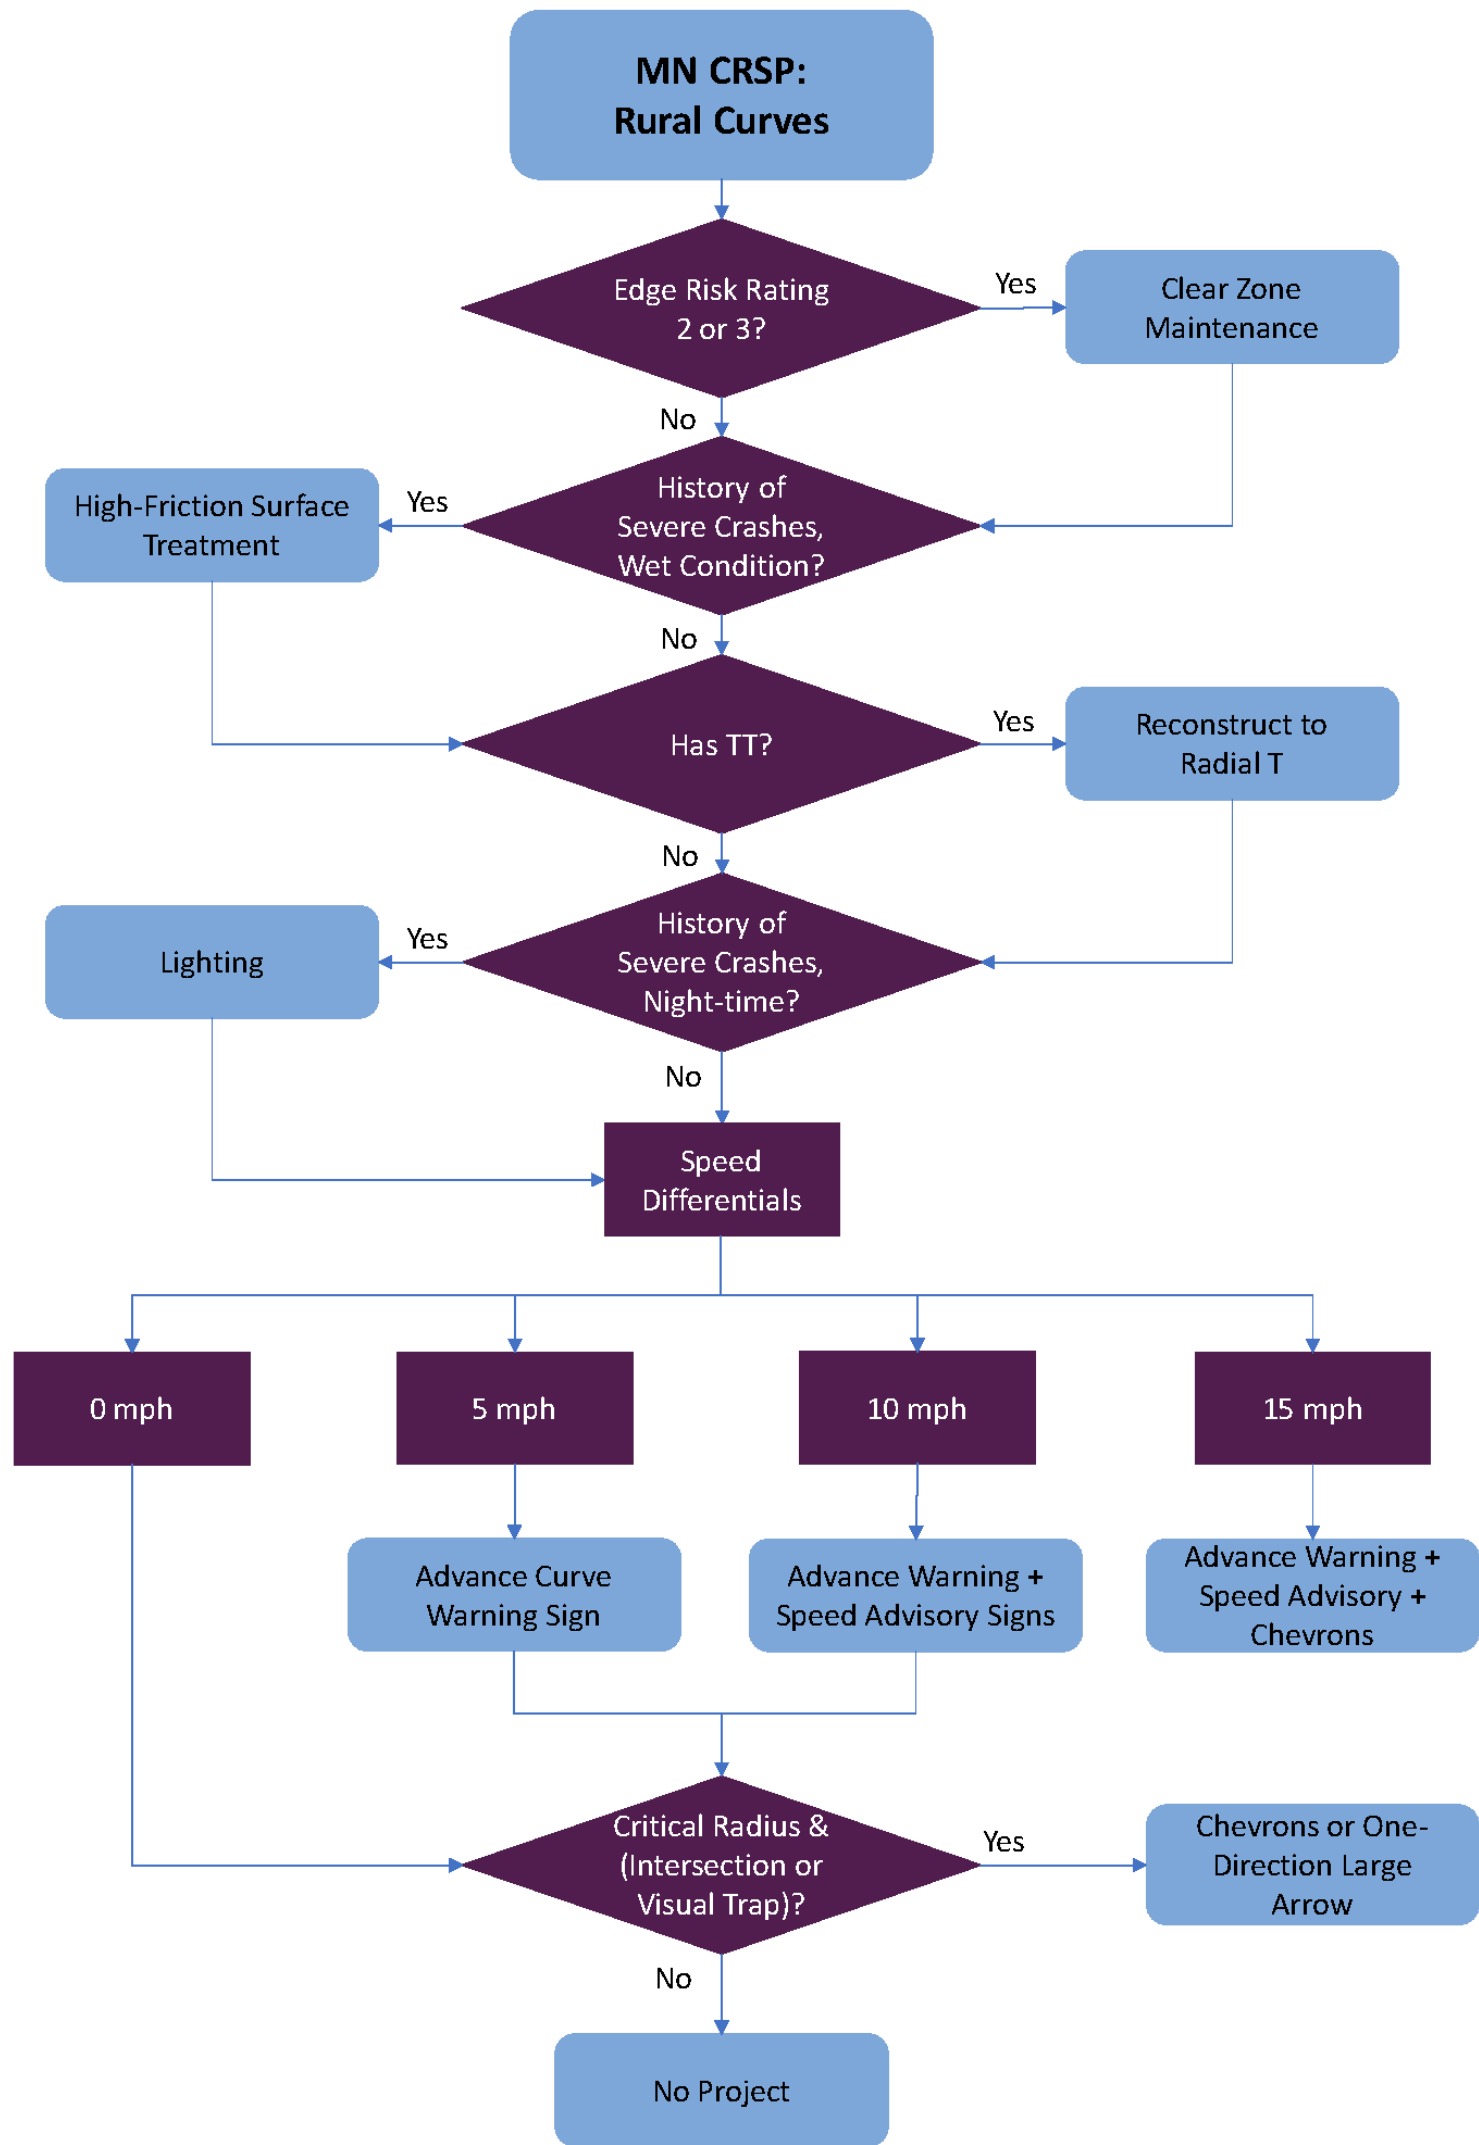 MN CRSP:
Rural Curves
Edge Risk Rating
2 or 3?
Yes
Clear Zone
Maintenance
No
History of
Severe Crashes,
Wet Condition?
Yes
High-Friction Surface
Treatment
No
Has TT?
Yes
Reconstruct to
Radial T
No
History of
Severe Crashes,
Night-time?
Yes
Lighting
No
Speed
Differentials
0 mph
5 mph
10 mph
15 mph
Advance Curve
Warning Sign
Advance Warning +
Speed Advisory Signs
Advance Warning +
Speed Advisory +
Chevrons
Critical Radius &
(Intersection or
Visual Trap)?
Yes
Chevrons or One-
Direction Large
Arrow
No
No Project